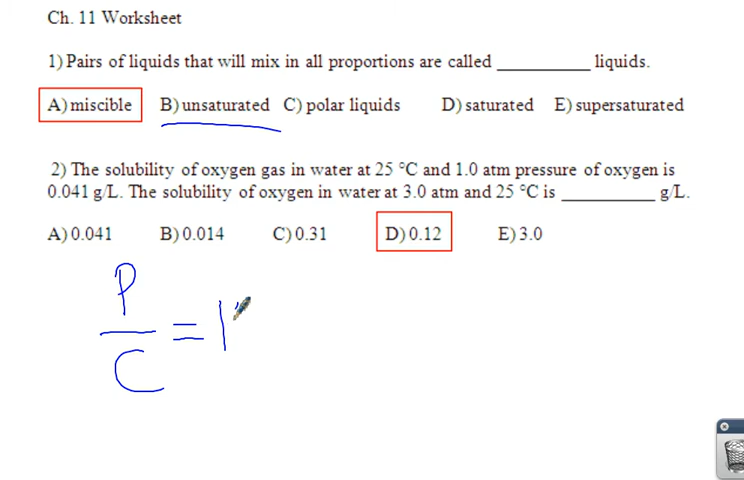 Ch. 11 Worksheet
1) Pairs of liquids that will mix in all proportions are called __________ liquids.
A) miscible B) unsaturated C) polar liquids D) saturated E) supersaturated
2) The solubility of oxygen gas in water at 25 °C and 1.0 atm pressure of oxygen is
0.041 g/L. The solubility of oxygen in water at 3.0 atm and 25 °C is __________ g/L.
A) 0.041 B) 0.014 C) 0.31 D) 0.12 E) 3.0
P
C =